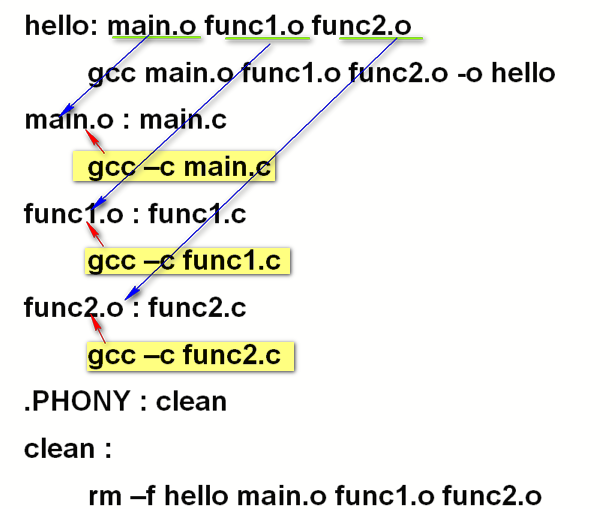 hello: main.o func1.o func2.o
gcc main.o func1.o func2.o -o hello
main.o : main.c
gcc –c main.c
func1.o : func1.c
gcc –c func1.c
func2.o : func2.c
gcc –c func2.c
.PHONY : clean
clean :
rm –f hello main.o func1.o func2.o